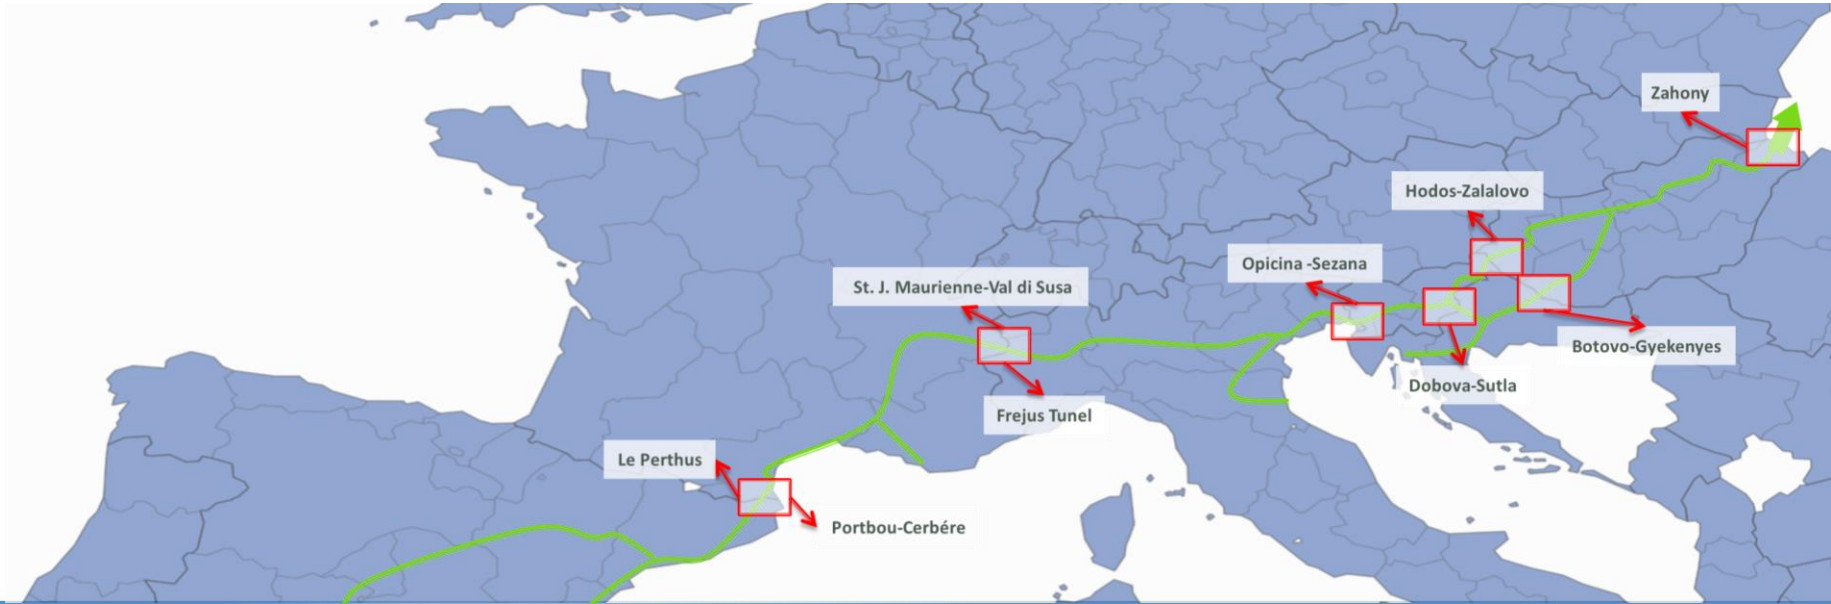 Zahony
Hodos-Zalalovo
Opicina -Sezana
St. J. Maurienne-Val di Susa
Botovo-Gyekenyes
Dobova-Sutla
Frejus Tunel
Le Perthus
Portbou-Cerbére